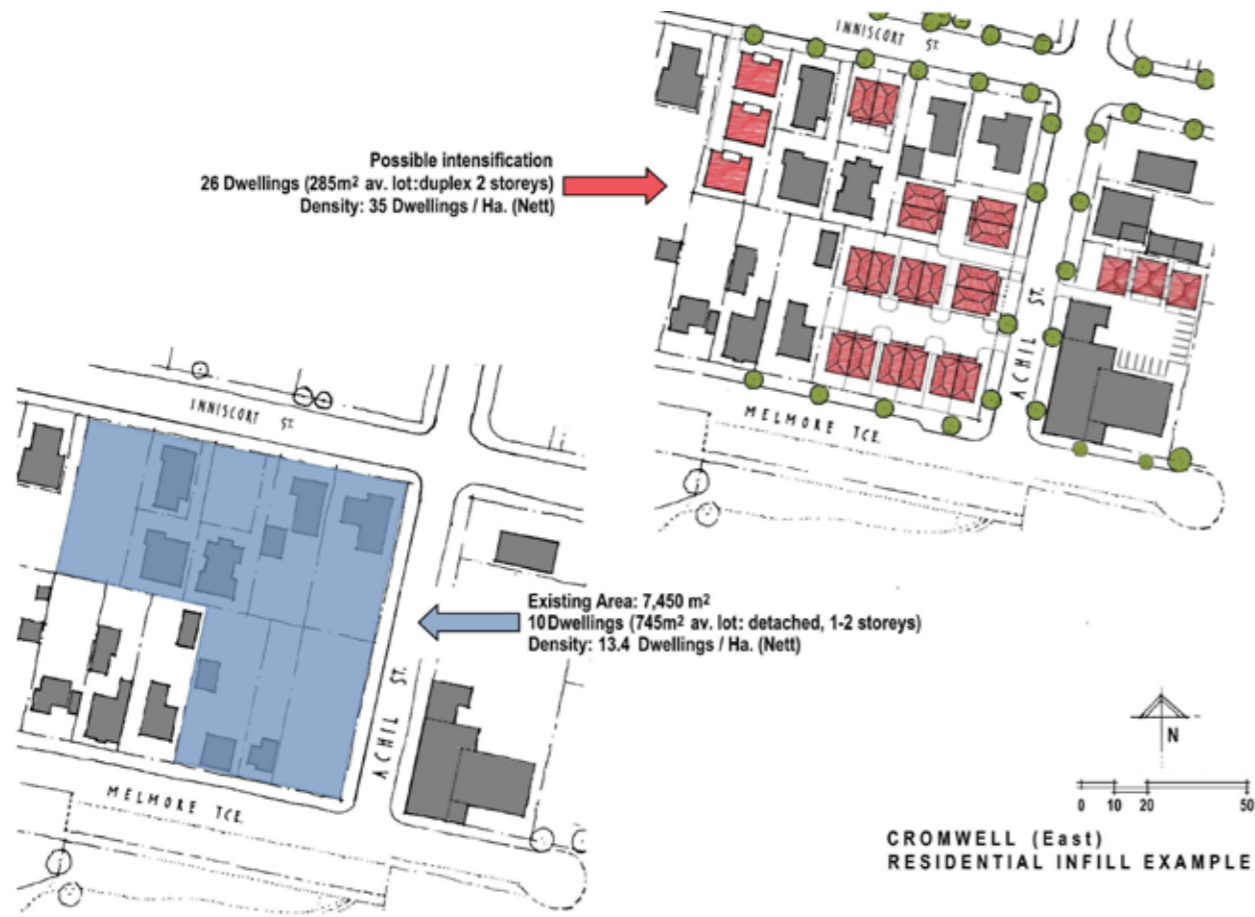 INNISCORT ST.
Possible intensification
26 Dwellings (285m² av. lot:duplex 2 storeys)
Density: 35 Dwellings / Ha. (Nett)
ACHIL ST.
MELMORE TCE.
INNISCORT ST.
Existing Area: 7,450 m²
10Dwellings (745m² av. lot: detached, 1-2 storeys)
Density: 13.4 Dwellings / Ha. (Nett)
ACHIL ST.
MELMORE TCE.
N
0 10 20 50
CROMWELL (East)
RESIDENTIAL INFILL EXAMPLE